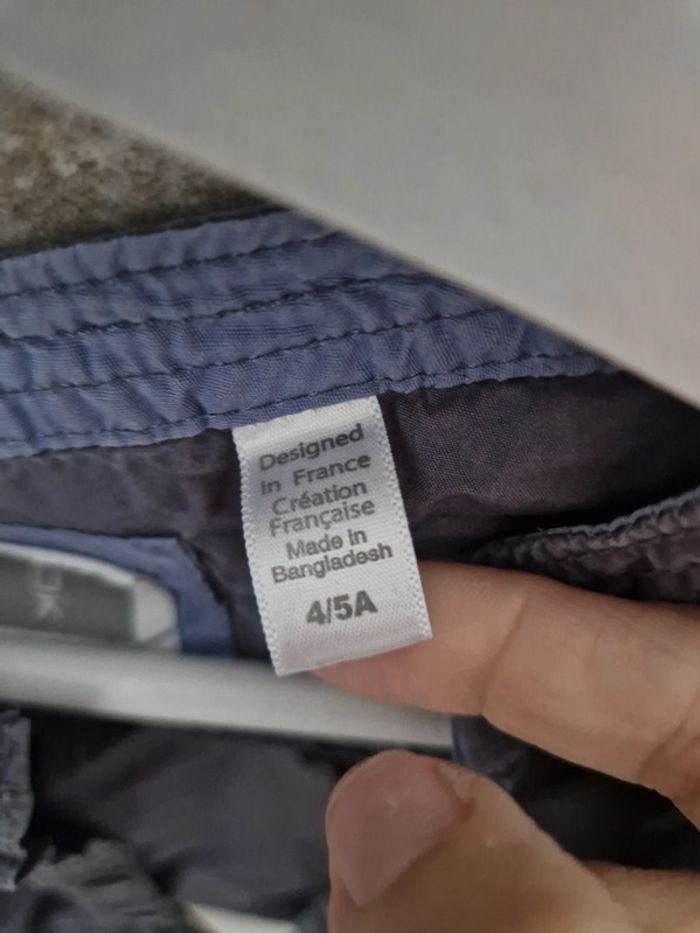 Designed
In France
Création
Française
Made in
Bangladesh
4/5A